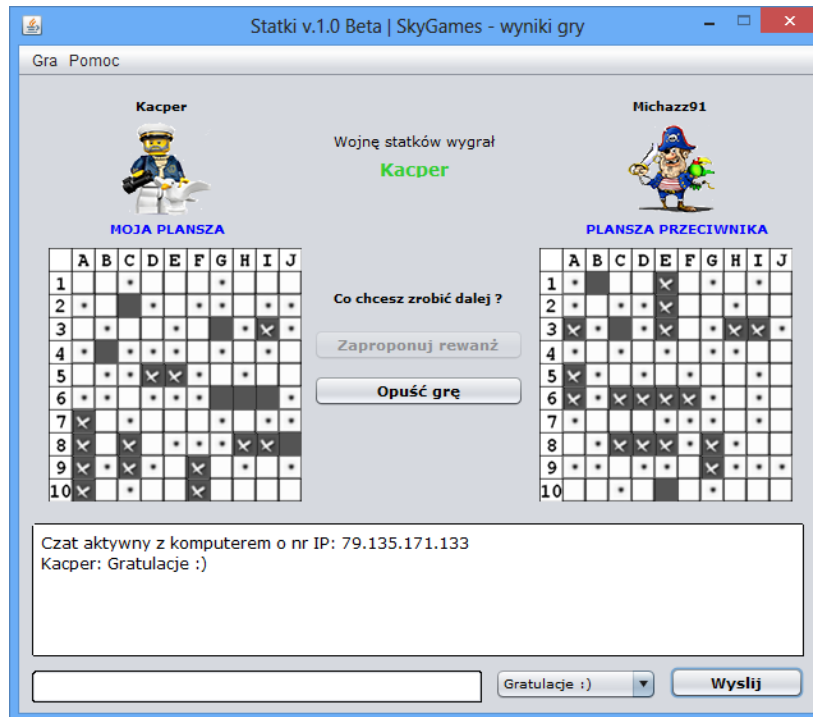 Statki v.1.0 Beta | SkyGames - wyniki gry
Gra Pomoc
Kacper
Michazz91
Wojnę statków wygrał
Kacper
MOJA PLANSZA
PLANSZA PRZECIWNIKA
A B C D E F G H I J
1
2
3
4
5
6
7
8
9
10
Co chcesz zrobić dalej ?
Zaproponuj rewanż
Opuść grę
A B C D E F G H I J
1
2
3
4
5
6
7
8
9
10
Czat aktywny z komputerem o nr IP: 79.135.171.133
Kacper: Gratulacje :)
Gratulacje :)
Wyslij